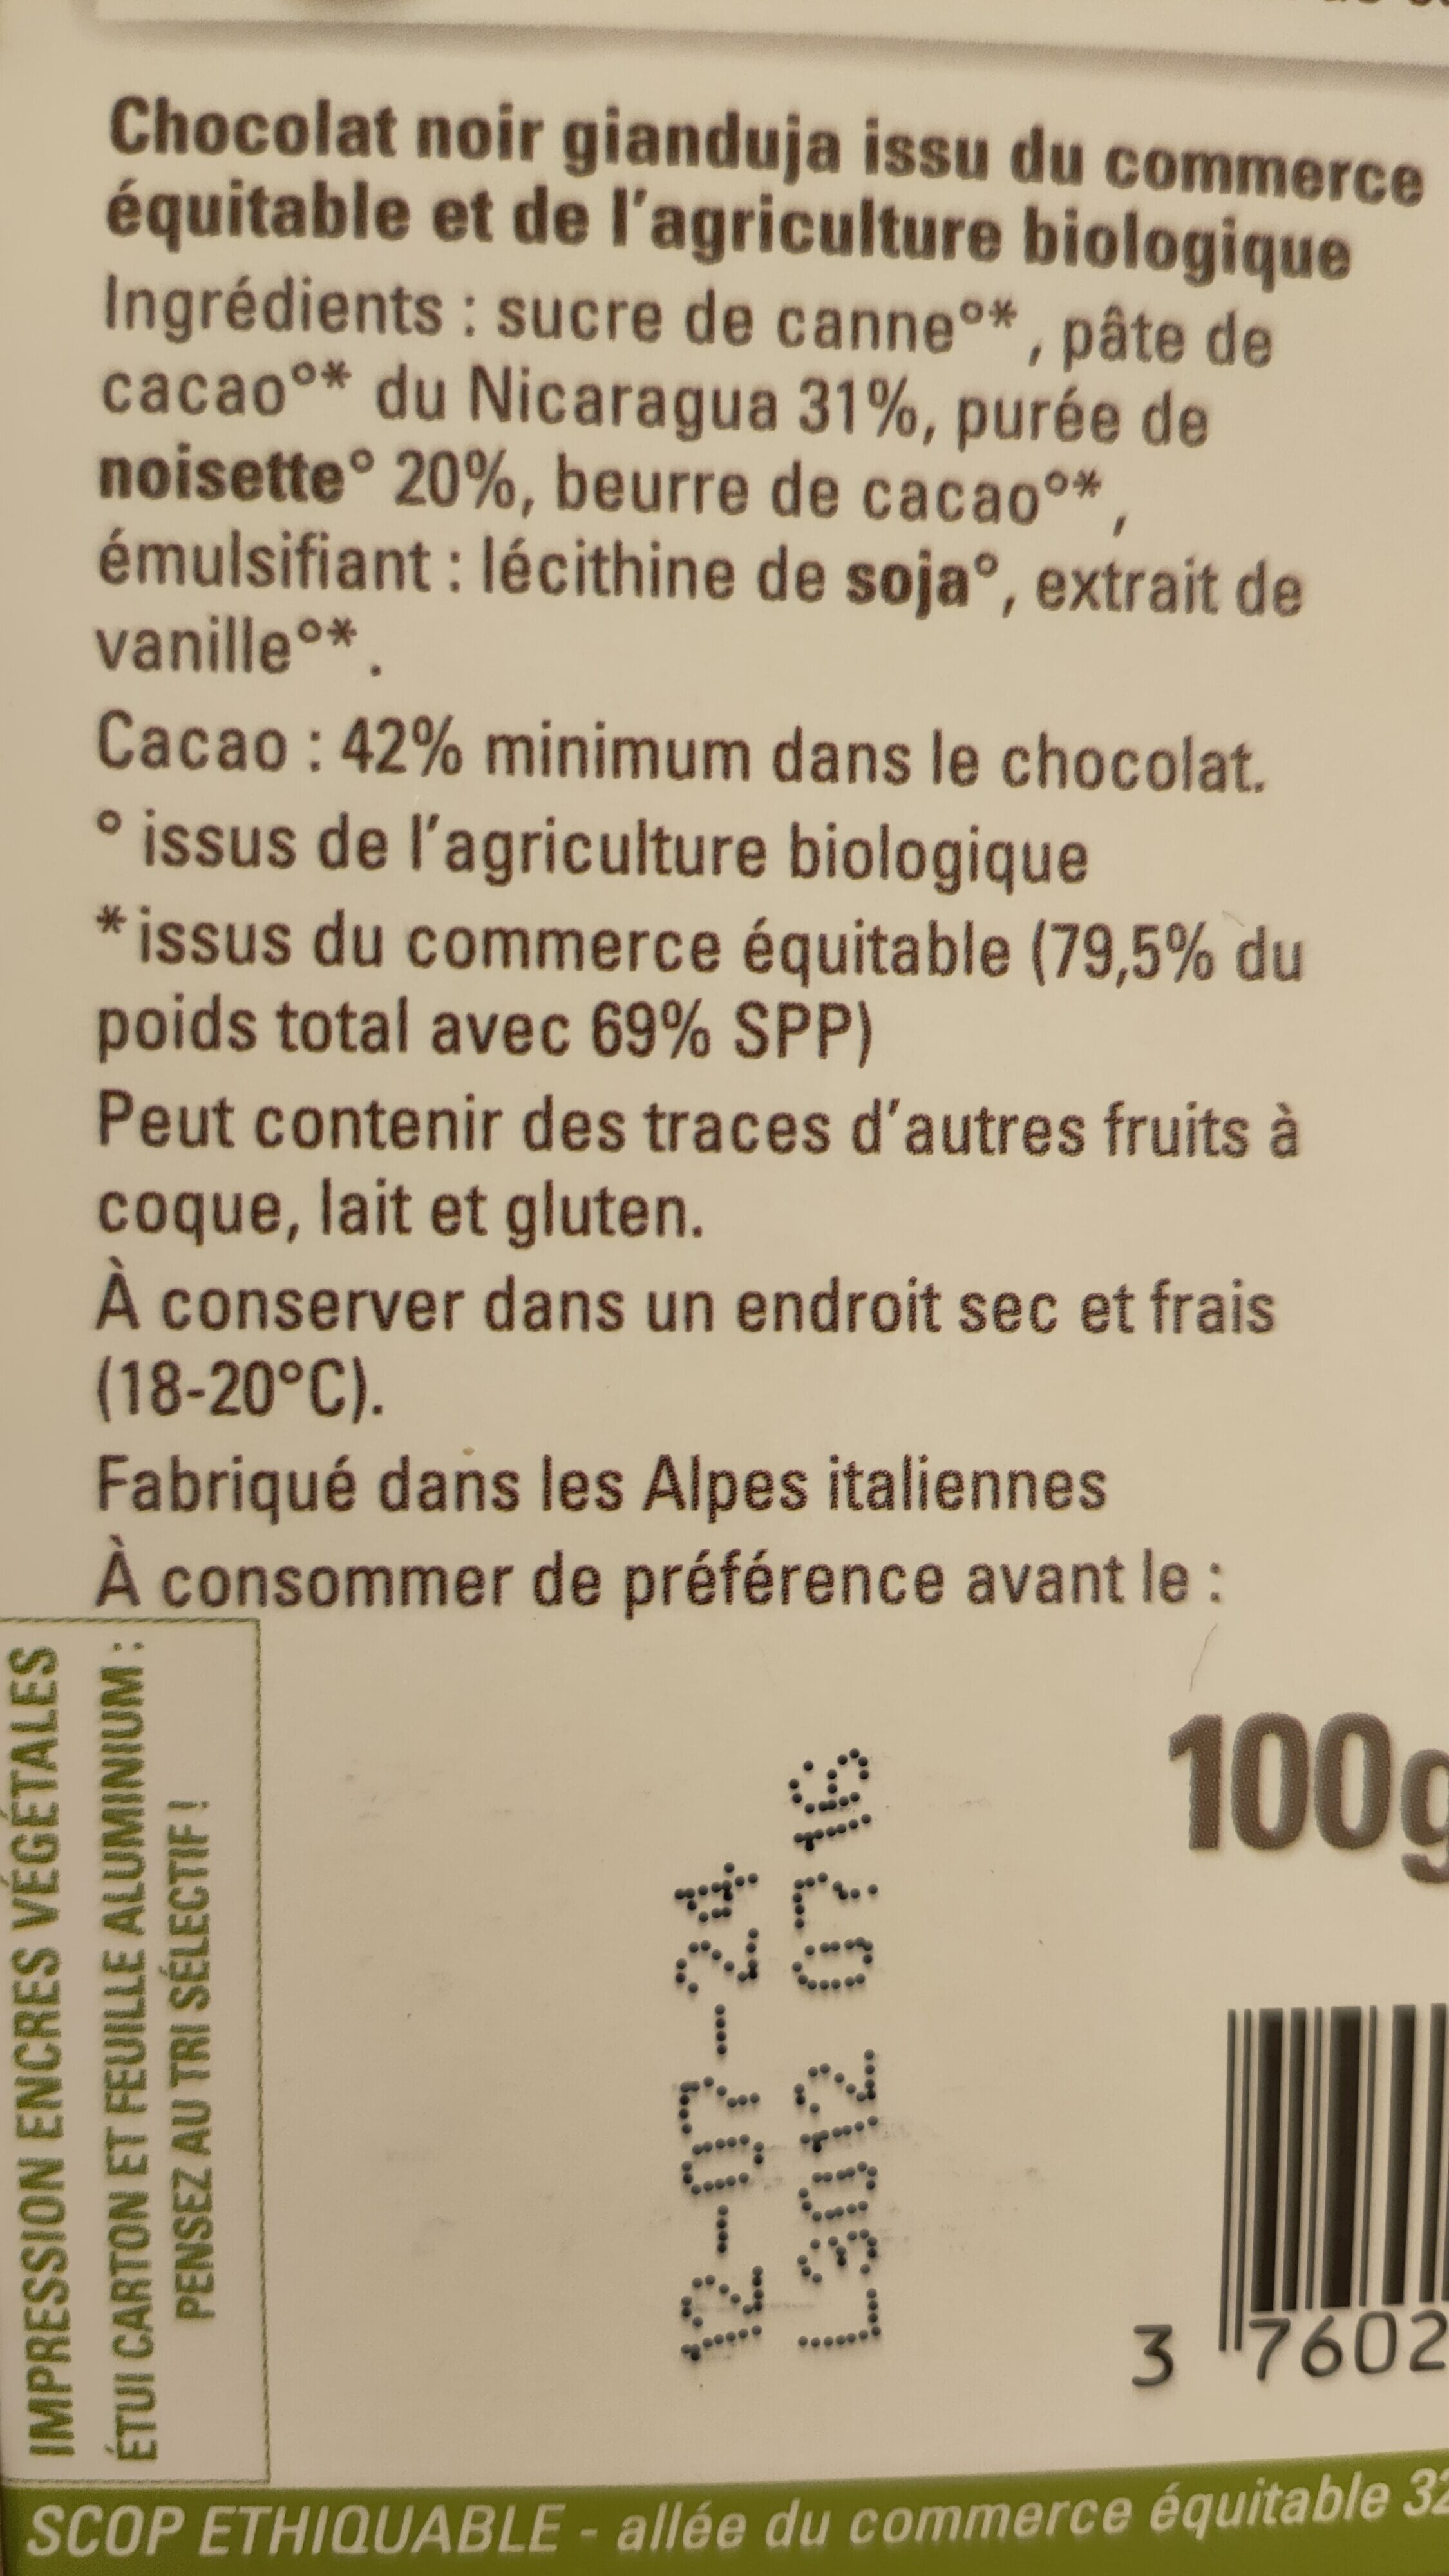 Chocolat noir gianduja issu du commerce
équitable et de l'agriculture biologique
Ingrédients : sucre de canne°*, pâte de
cacao°* du Nicaragua 31%, purée de
noisette° 20%, beurre de cacao°*,
émulsifiant : lécithine de soja°, extrait de
vanille°*.
Cacao : 42% minimum dans le chocolat.
° issus de l'agriculture biologique
*issus du commerce équitable (79,5% du
poids total avec 69% SPP)
Peut contenir des traces d'autres fruits à
coque, lait et gluten.
À conserver dans un endroit sec et frais
(18-20°C).
Fabriqué dans les Alpes italiennes
À consommer de préférence avant le :
IMPRESSION ENCRES VÉGÉTALES
ÉTUI CARTON ET FEUILLE ALUMINIUM :
PENSEZ AU TRI SÉLECTIF !
12-07-24
L3012 07 16
100g
3 7602
SCOP ETHIQUABLE - allée du commerce équitable 32